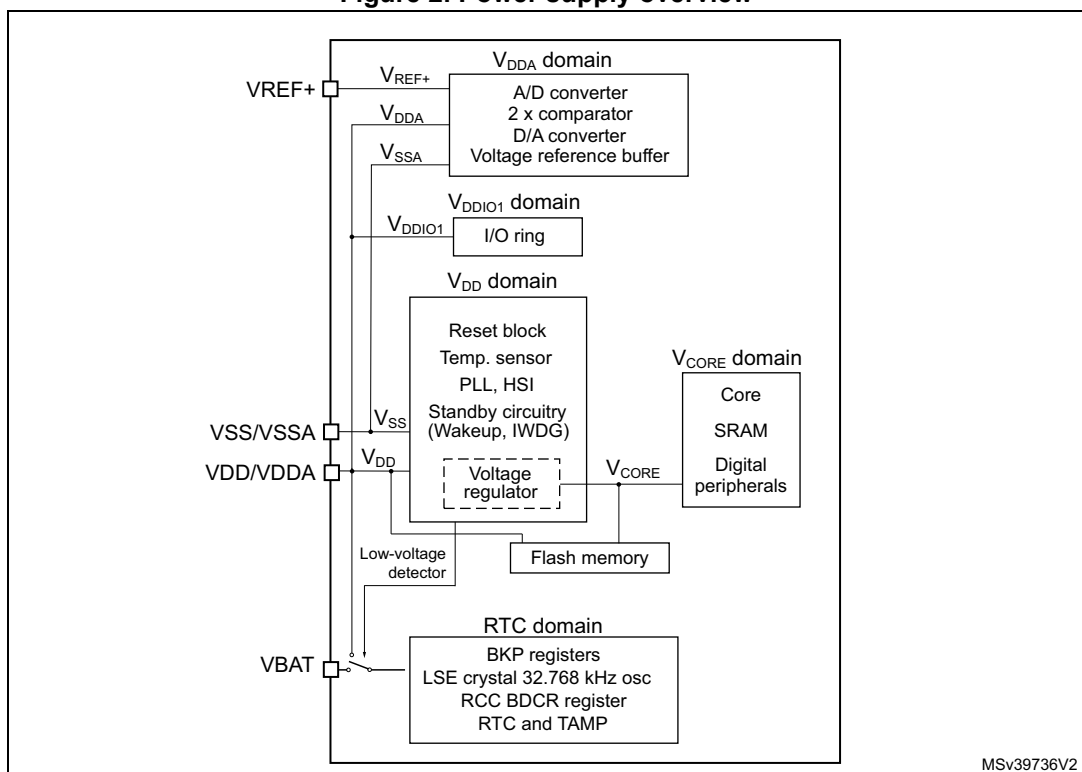 Figure 2. Power supply overview
VDDA domain
VREF+
VREF+
A/D converter
2 x comparator
D/A converter
Voltage reference buffer
VDDA
VSSA
VDDIO1 domain
VDDIO1
I/O ring
VDD domain
Reset block
Temp. sensor
PLL, HSI
Standby circuitry
(Wakeup, IWDG)
Voltage
regulator
VCORE domain
Core
SRAM
Digital
peripherals
VSS/VSSA
VSS
VDD/VDDA
VDD
VCORE
Flash memory
Low-voltage
detector
RTC domain
VBAT
BKP registers
LSE crystal 32.768 kHz osc
RCC BDCR register
RTC and TAMP
MSv39736V2